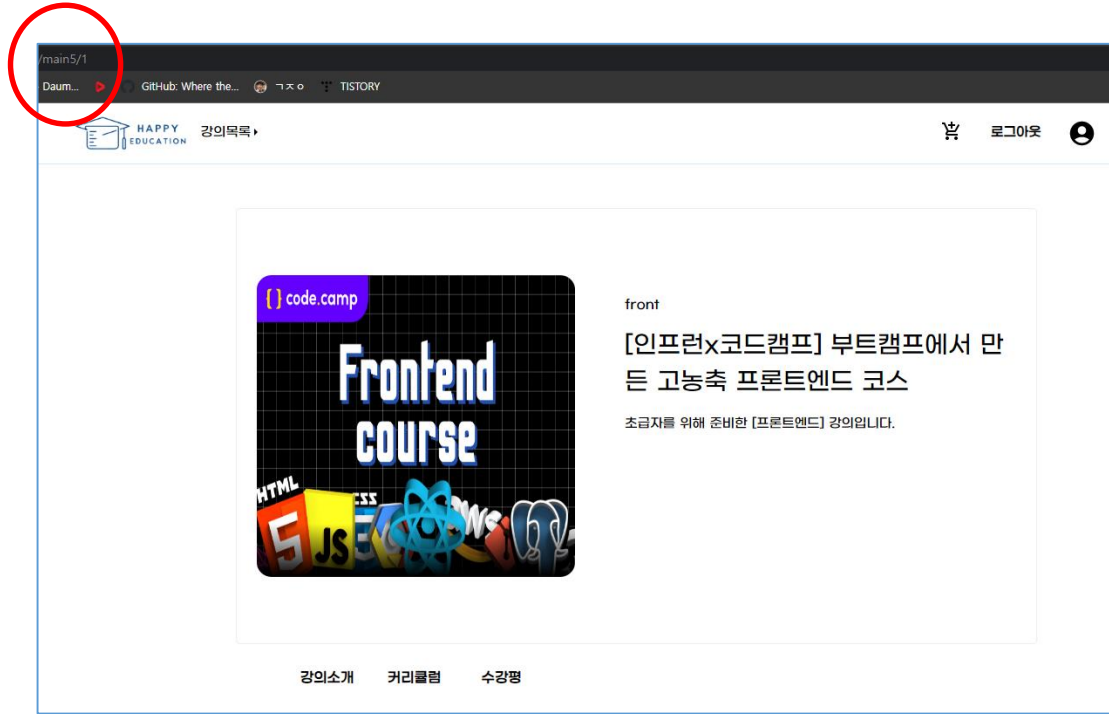 /main5/1
Daum... GitHub: Where the... ㄱㅈㅇ TISTORY
HAPPY
EDUCATION
강의목록
로그아웃
{ } code.camp
Frontend
course
HTML
5
JS
CSS
front
[인프런x코드캠프] 부트캠프에서 만
든 고농축 프론트엔드 코스
초급자를 위해 준비한 [프론트엔드] 강의입니다.
강의소개 커리큘럼 수강평